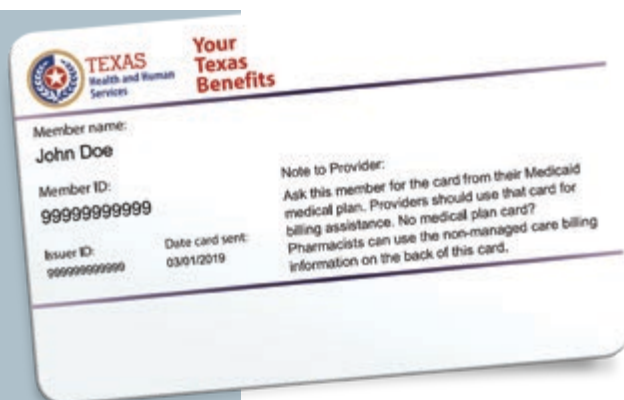 TEXAS
Health and Human
Services
Your
Texas
Benefits
Member name:
John Doe
Member ID:
99999999999
Issuer ID:
999999999999
Date card sent:
03/01/2019
Note to Provider:
Ask this member for the card from their Medicaid
medical plan. Providers should use that card for
billing assistance. No medical plan card?
Pharmacists can use the non-managed care billing
information on the back of this card.